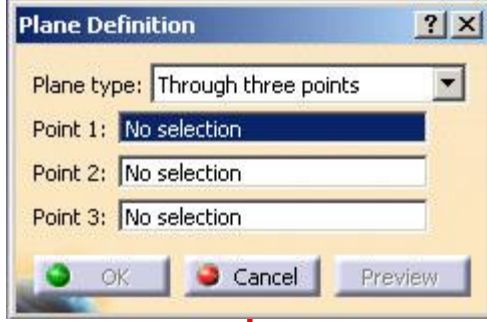 Plane Definition ? X
Plane type: Through three points
Point 1: No selection
Point 2: No selection
Point 3: No selection
OK Cancel Preview